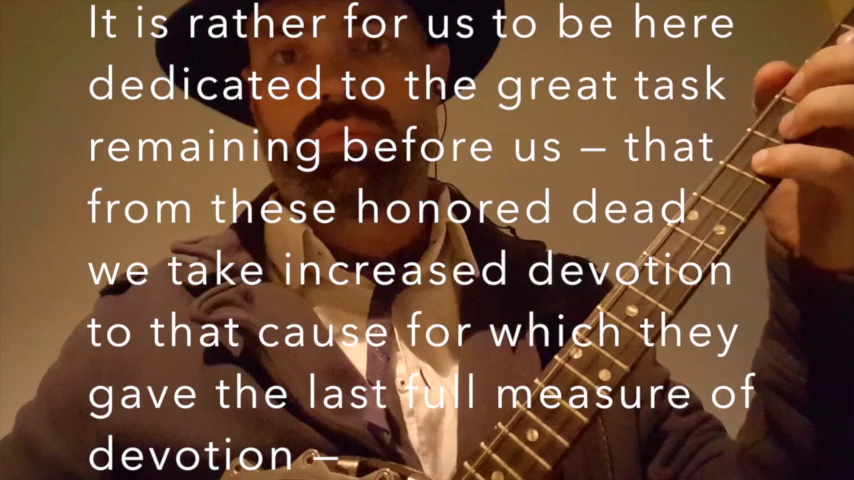 It is rather for us to be here
dedicated to the great task
remaining before us – that
from these honored dead
we take increased devotion
to that cause for which they
gave the last full measure of
devotion –